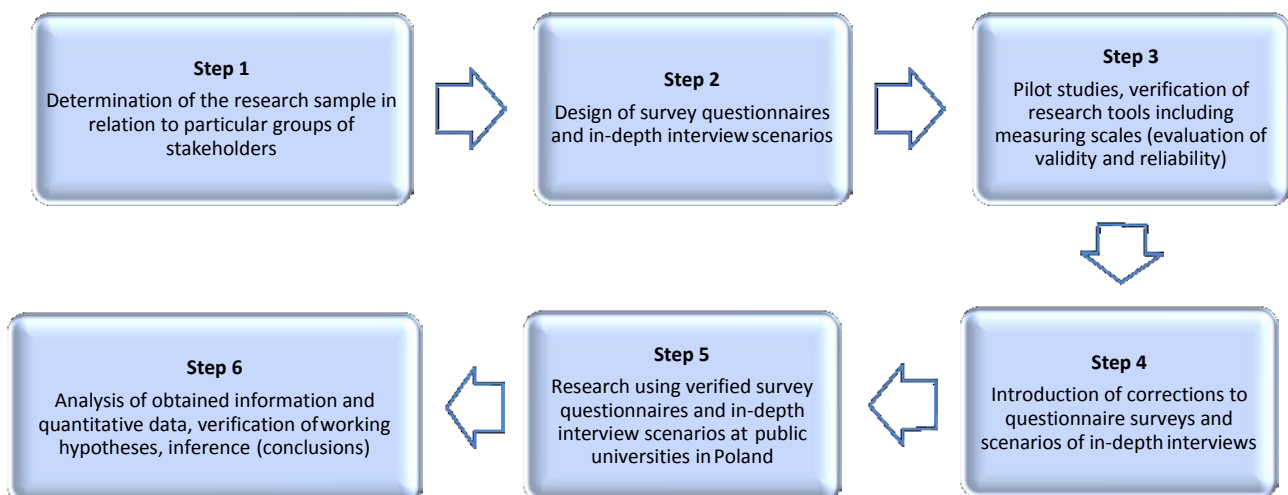 Step 1
Determination of the research sample in
relation to particular groups of
stakeholders
Step 2
Design of survey questionnaires
and in-depth interview scenarios
Step 3
Pilot studies, verification of
research tools including
measuring scales (evaluation of
validity and reliability)
Step 4
Introduction of corrections to
questionnaire surveys and
scenarios of in-depth interviews
Step 5
Research using verified survey
questionnaires and in-depth
interview scenarios at public
universities in Poland
Step 6
Analysis of obtained information and
quantitative data, verification of working
hypotheses, inference (conclusions)